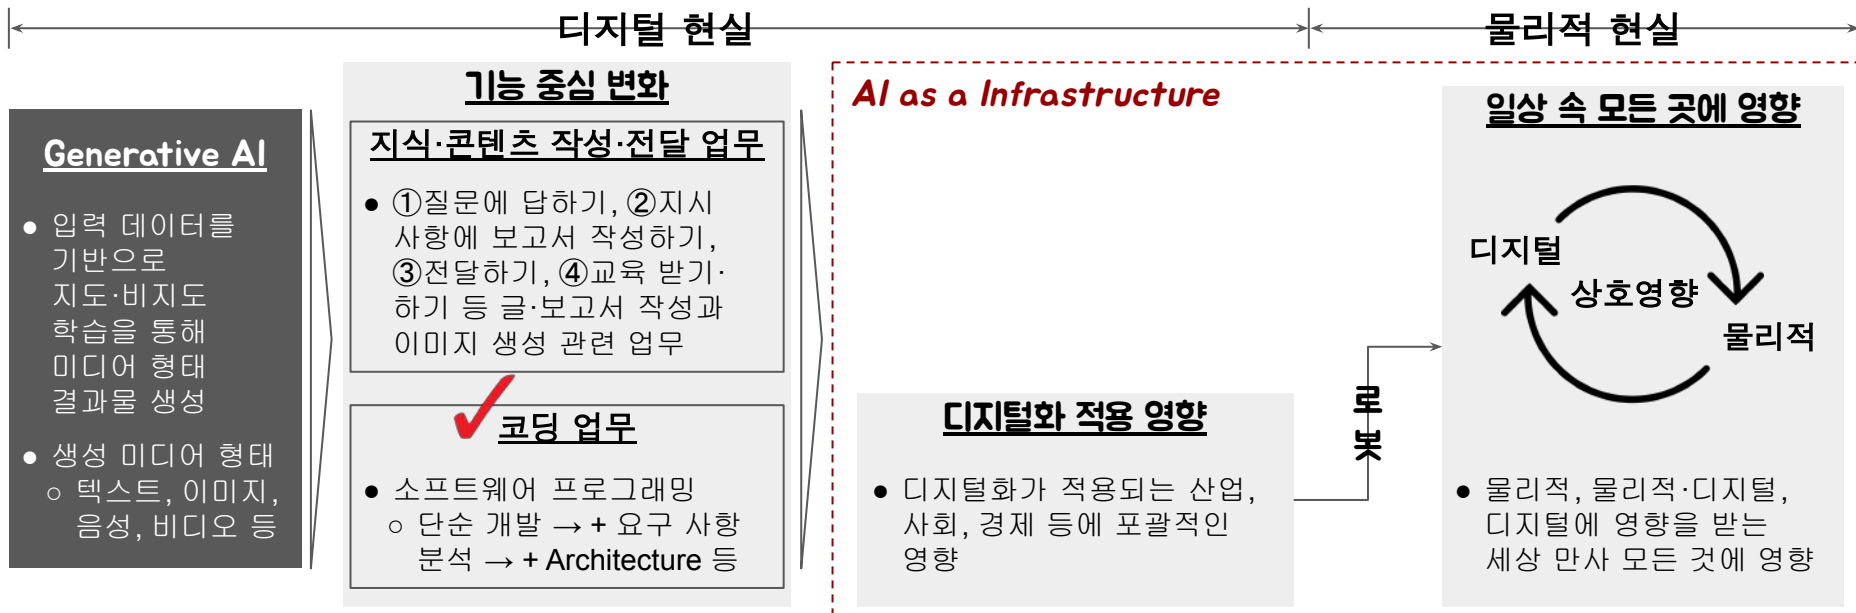 디지털 현실
물리적 현실
Generative AI
● 입력 데이터를
기반으로
지도·비지도
학습을 통해
미디어 형태
결과물 생성
● 생성 미디어 형태
○ 텍스트, 이미지,
음성, 비디오 등
기능 중심 변화
지식·콘텐츠 작성·전달 업무
● ①질문에 답하기, ②지시
사항에 보고서 작성하기,
③전달하기, ④교육 받기·
하기 등 글·보고서 작성과
이미지 생성 관련 업무
코딩 업무
● 소프트웨어 프로그래밍
○ 단순 개발 → + 요구 사항
분석 → + Architecture 등
AI as a Infrastructure
디지털화 적용 영향
● 디지털화가 적용되는 산업,
사회, 경제 등에 포괄적인
영향
로봇
일상 속 모든 곳에 영향
디지털
상호영향
물리적
● 물리적, 물리적·디지털,
디지털에 영향을 받는
세상 만사 모든 것에 영향